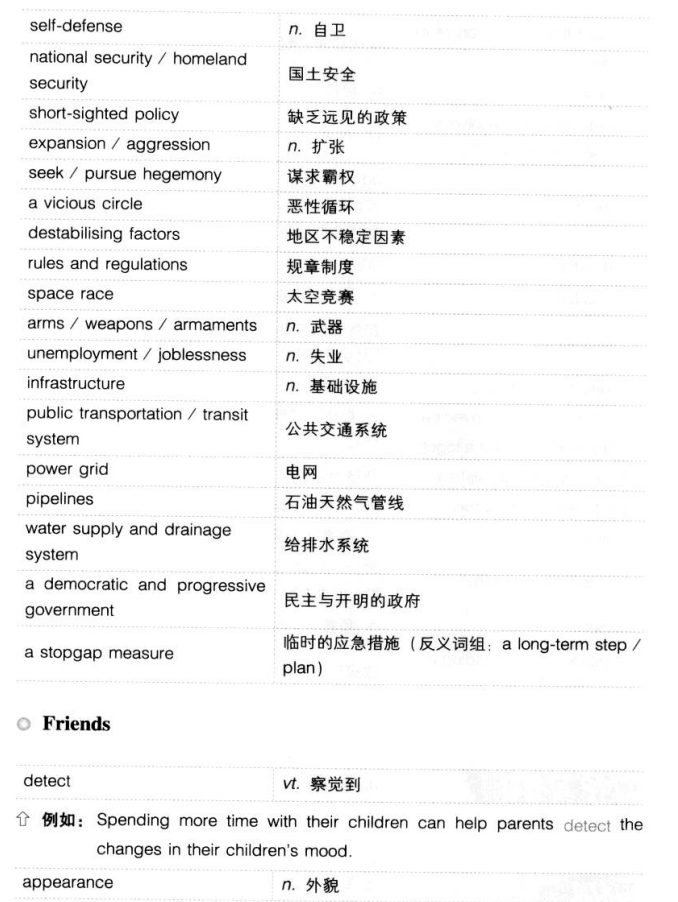 self-defense n. 自卫
national security / homeland
security
国土安全
short-sighted policy 缺乏远见的政策
expansion / aggression n. 扩张
seek / pursue hegemony 谋求霸权
a vicious circle 恶性循环
destabilising factors 地区不稳定因素
rules and regulations 规章制度
space race 太空竞赛
arms / weapons / armaments n. 武器
unemployment / joblessness n. 失业
infrastructure n. 基础设施
public transportation / transit
system
公共交通系统
power grid 电网
pipelines 石油天然气管线
water supply and drainage
system
给排水系统
a democratic and progressive
government
民主与开明的政府
a stopgap measure
临时的应急措施（反义词组：a long-term step /
plan）
Friends
detect vt. 察觉到
⇧ 例如：Spending more time with their children can help parents detect the
changes in their children's mood.
appearance n. 外貌